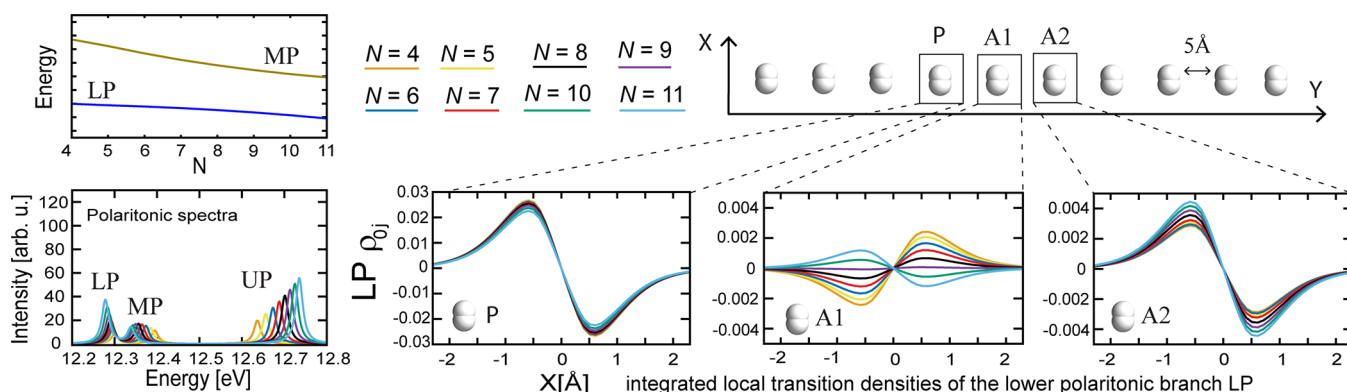 Energy
MP
LP
4 5 6 7 8 9 10 11
N
N = 4 N = 5 N = 8 N = 9
N = 6 N = 7 N = 10 N = 11
X
P A1 A2
5Å
Y
Polaritonic spectra
Intensity [arb. u.]
120
100
80
60
40
20
0
LP MP UP
12.2 12.3 12.4 12.5 12.6 12.7 12.8
Energy [eV]
LP ρ0j
0.03
0.02
0.01
0
-0.01
-0.02
-0.03
P
-2 -1 0 1 2
X[Å]
0.004
0.002
0
-0.002
-0.004
A1
-2 -1 0 1 2
0.004
0.002
0
-0.002
-0.004
A2
-2 -1 0 1 2
integrated local transition densities of the lower polaritonic branch LP